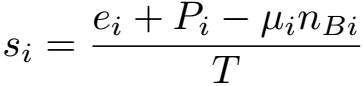 s_i = \frac{e_i + P_i - \mu_i n_{Bi}}{T}